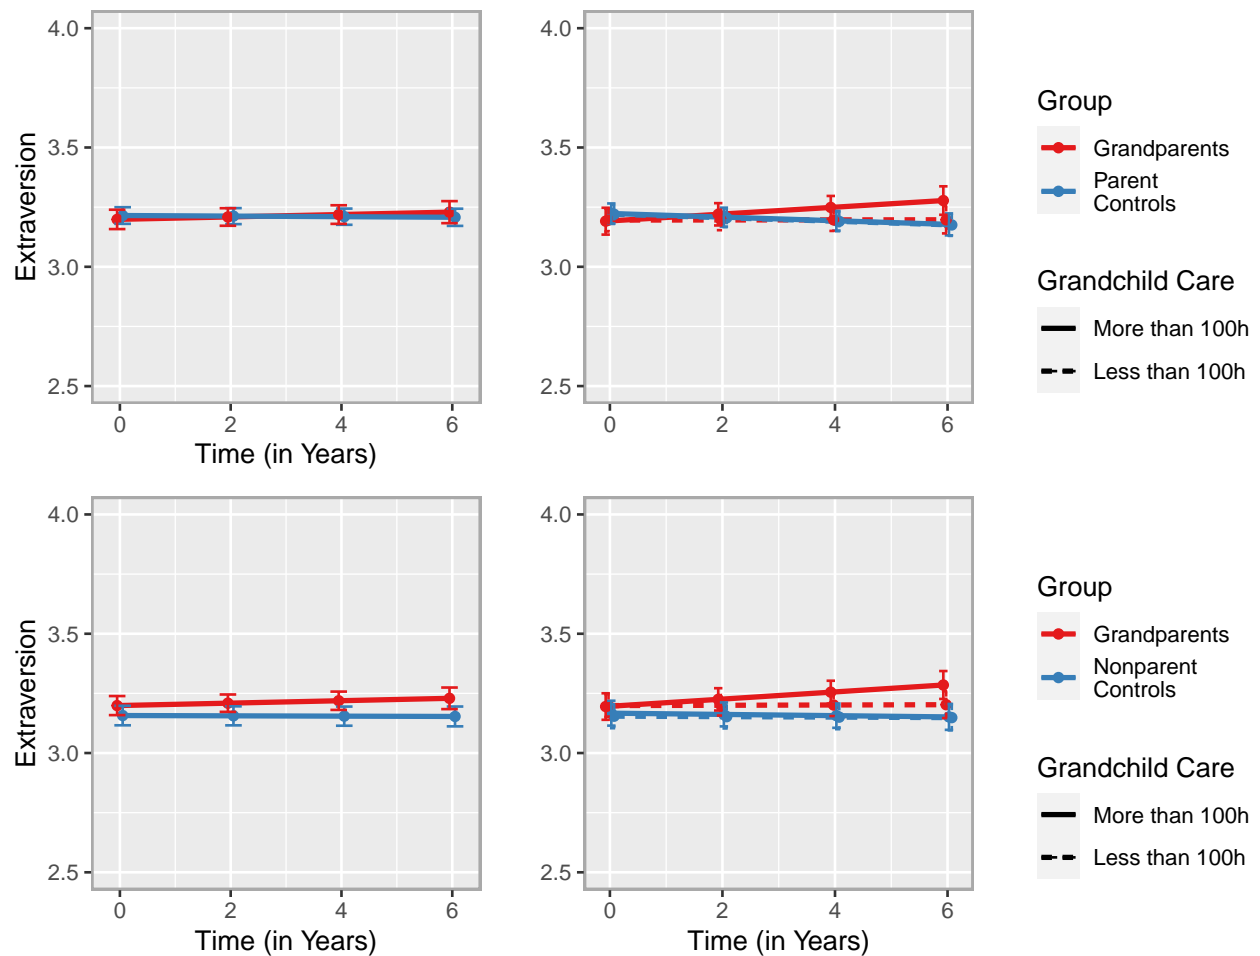 4.0
3.5
3.0
2.5
Extraversion
0 2 4 6
Time (in Years)
4.0
3.5
3.0
2.5
0 2 4 6
Group
Grandparents
Parent
Controls
Grandchild Care
More than 100h
Less than 100h
4.0
3.5
3.0
2.5
Extraversion
0 2 4 6
Time (in Years)
4.0
3.5
3.0
2.5
0 2 4 6
Time (in Years)
Group
Grandparents
Nonparent
Controls
Grandchild Care
More than 100h
Less than 100h